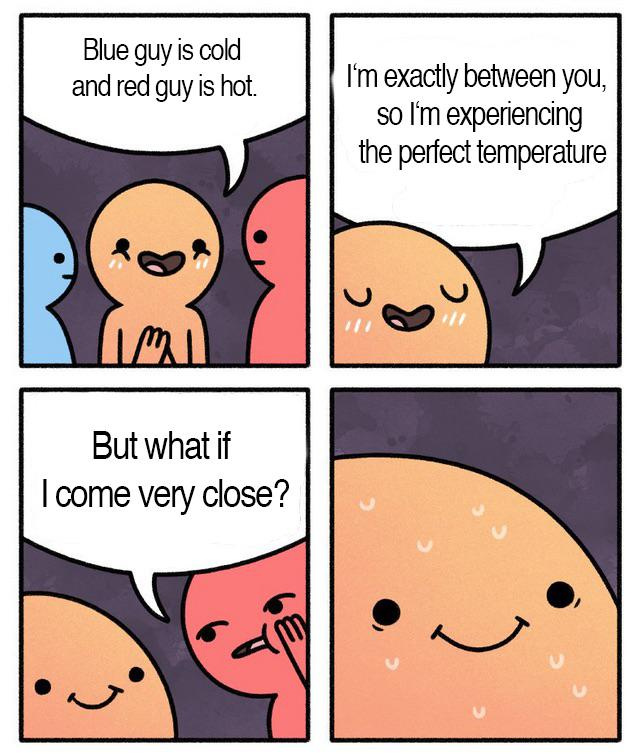 Blue guy is cold
and red guy is hot.
I'm exactly between you,
so I'm experiencing
the perfect temperature
But what if
I come very close?